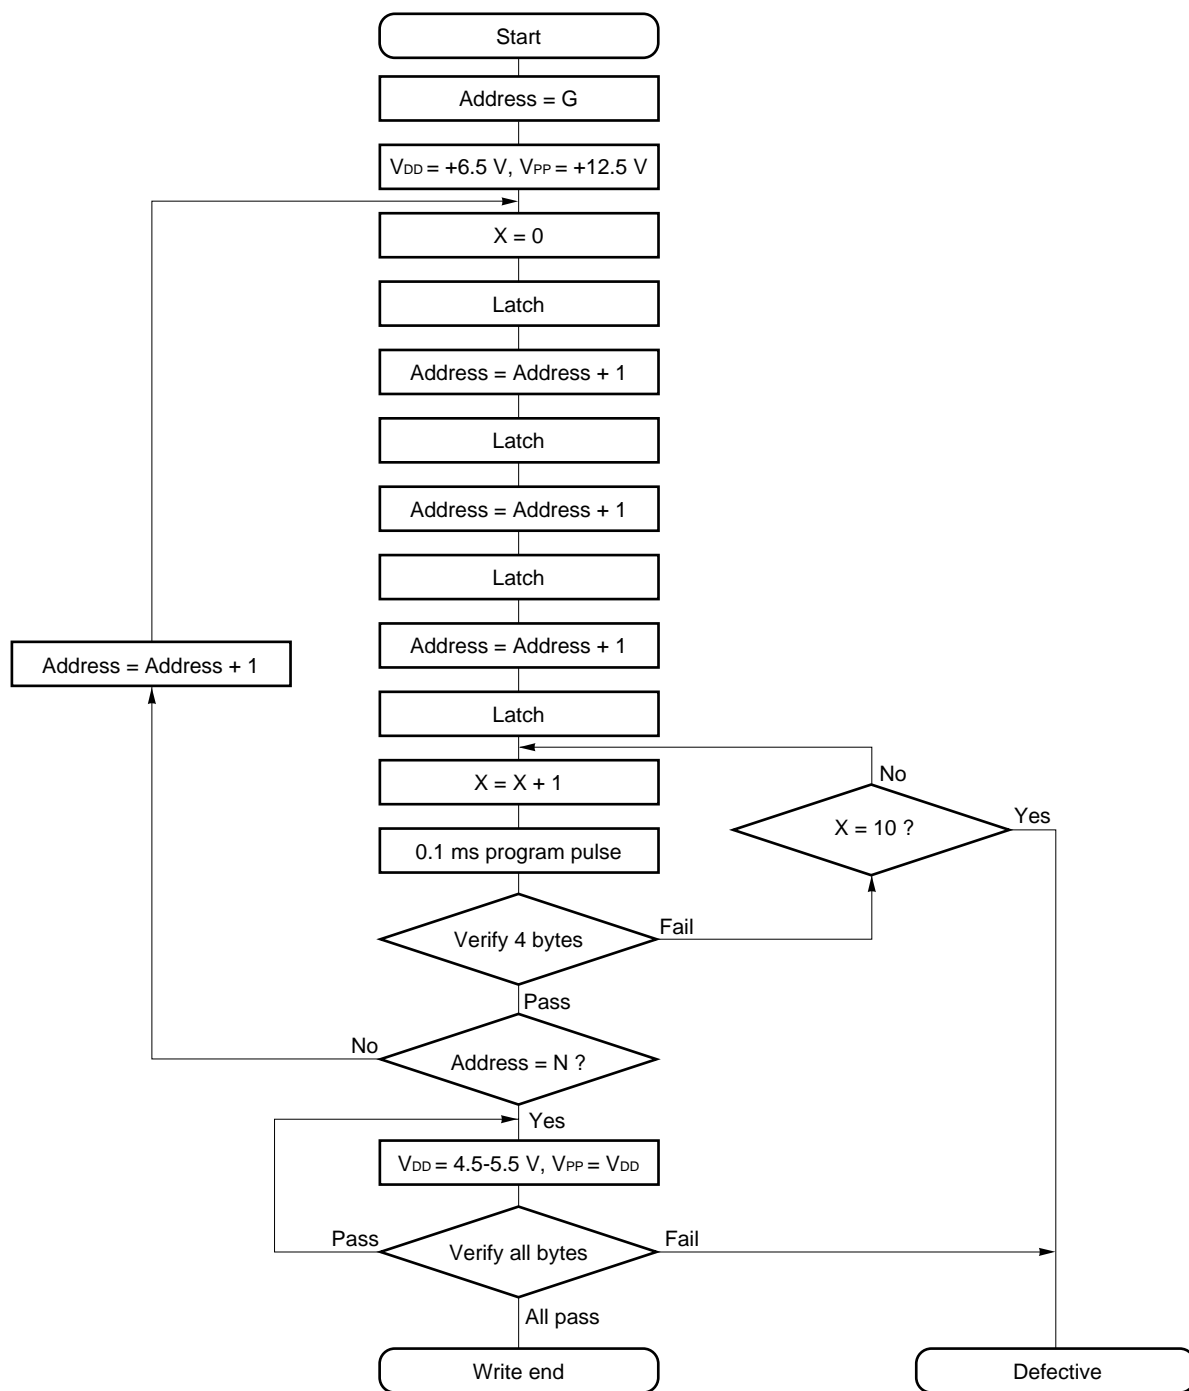 Start
Address = G
VDD = +6.5 V, VPP = +12.5 V
X = 0
Latch
Address = Address + 1
Latch
Address = Address + 1
Latch
Address = Address + 1
Address = Address + 1
Latch
X = X + 1
No
X = 10 ?
Yes
0.1 ms program pulse
Verify 4 bytes
Fail
Pass
No
Address = N ?
Yes
VDD = 4.5-5.5 V, VPP = VDD
Pass
Verify all bytes
Fail
All pass
Write end
Defective